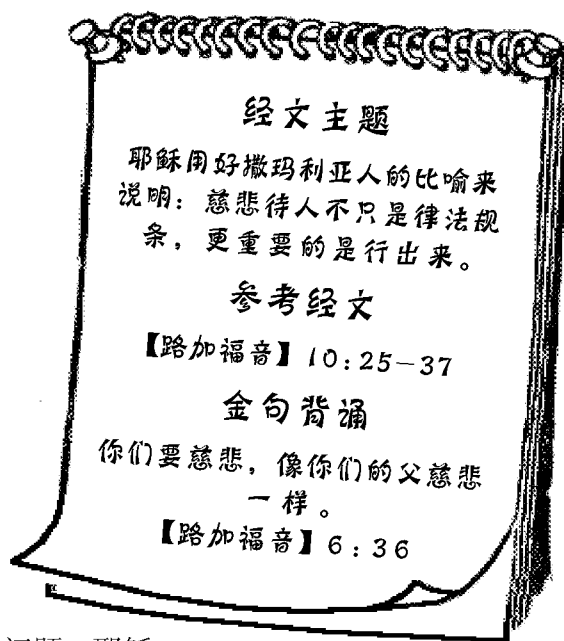 经文主题
耶稣用好撒玛利亚人的比喻来
说明：慈悲待人不只是律法规
条，更重要的是行出来。
参考经文
【路加福音】10：25－37
金句背诵
你们要慈悲，像你们的父慈悲
一样。
【路加福音】6：36